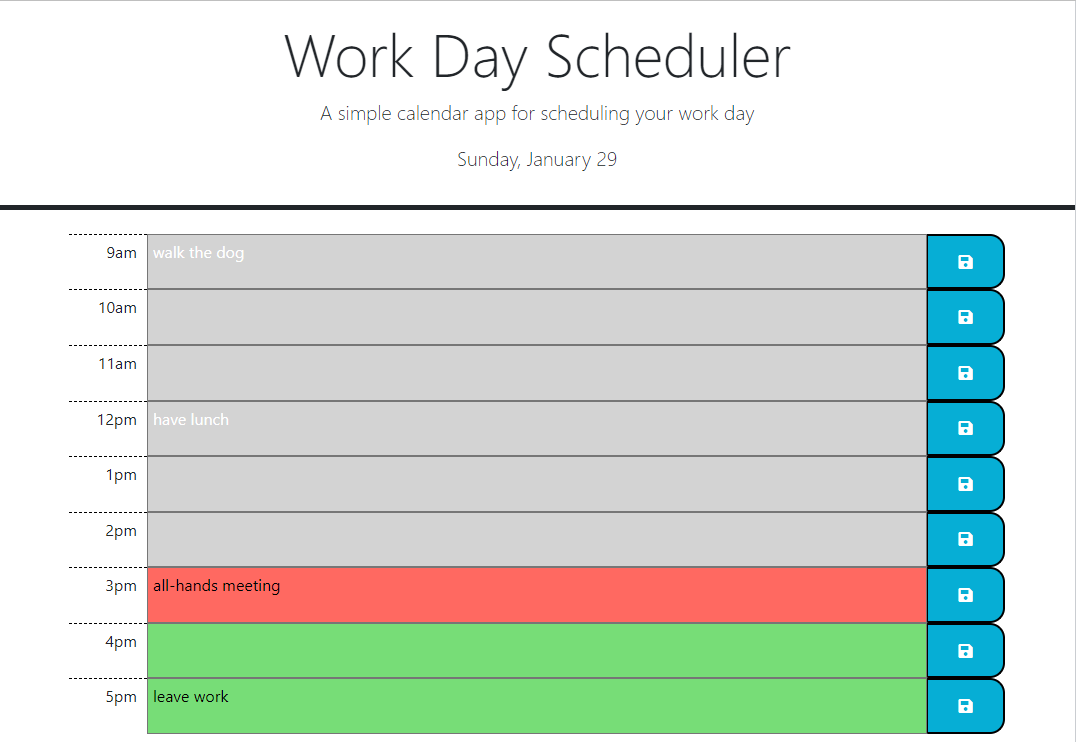 Work Day Scheduler
A simple calendar app for scheduling your work day
Sunday, January 29
9am walk the dog
10am
11am
12pm have lunch
1pm
2pm
3pm all-hands meeting
4pm
5pm leave work